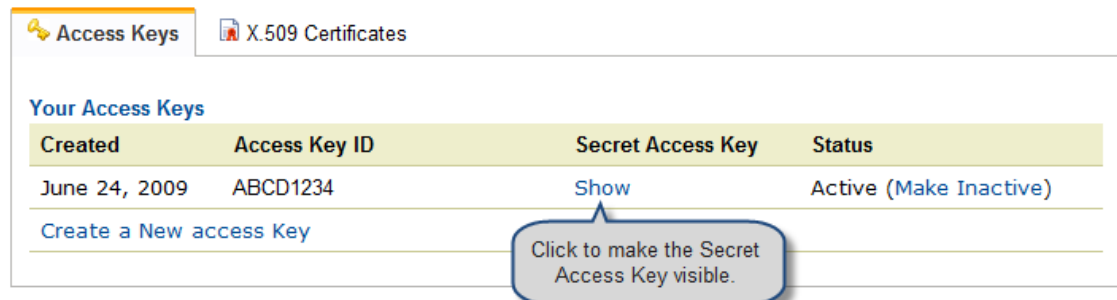 Access Keys X.509 Certificates
Your Access Keys
Created Access Key ID Secret Access Key Status
June 24, 2009 ABCD1234 Show Active (Make Inactive)
Create a New access Key
Click to make the Secret
Access Key visible.